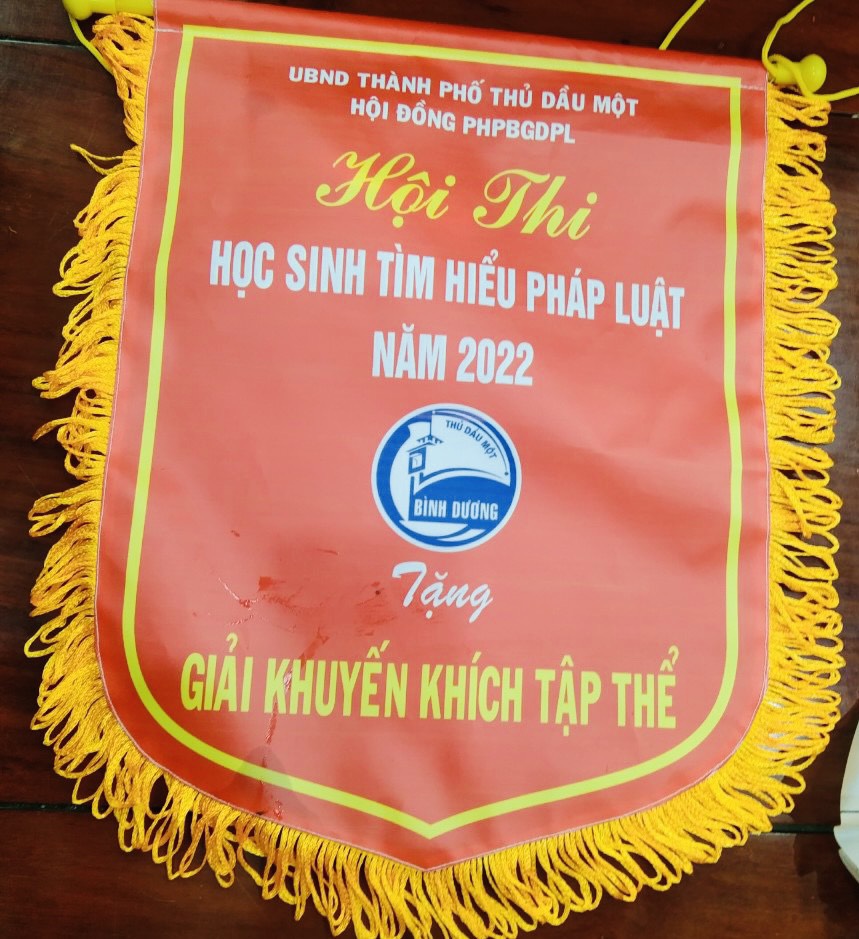 UBND THÀNH PHỐ THỦ DẦU MỘT
HỘI ĐỒNG PHPBGDPL
Hội Thi
HỌC SINH TÌM HIỂU PHÁP LUẬT
NĂM 2022
THỦ DẦU MỘT
BÌNH DƯƠNG
Tặng
GIẢI KHUYẾN KHÍCH TẬP THỂ